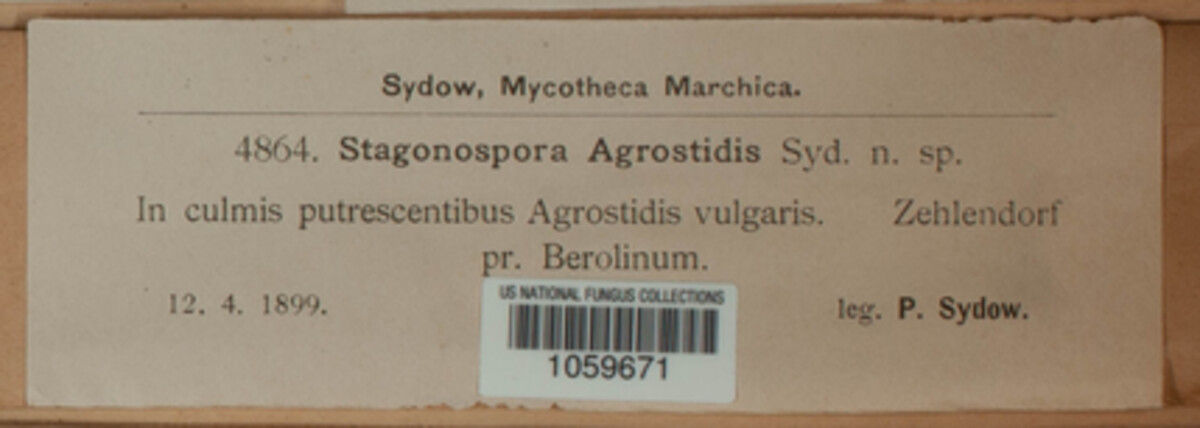 Sydow, Mycotheca Marchica.
4864. Stagonospora Agrostidis Syd. n. sp.
In culmis putrescentibus Agrostidis vulgaris. Zehlendorf
pr. Berolinum.
12. 4. 1899. leg. P. Sydow.
US NATIONAL FUNGUS COLLECTIONS
1059671